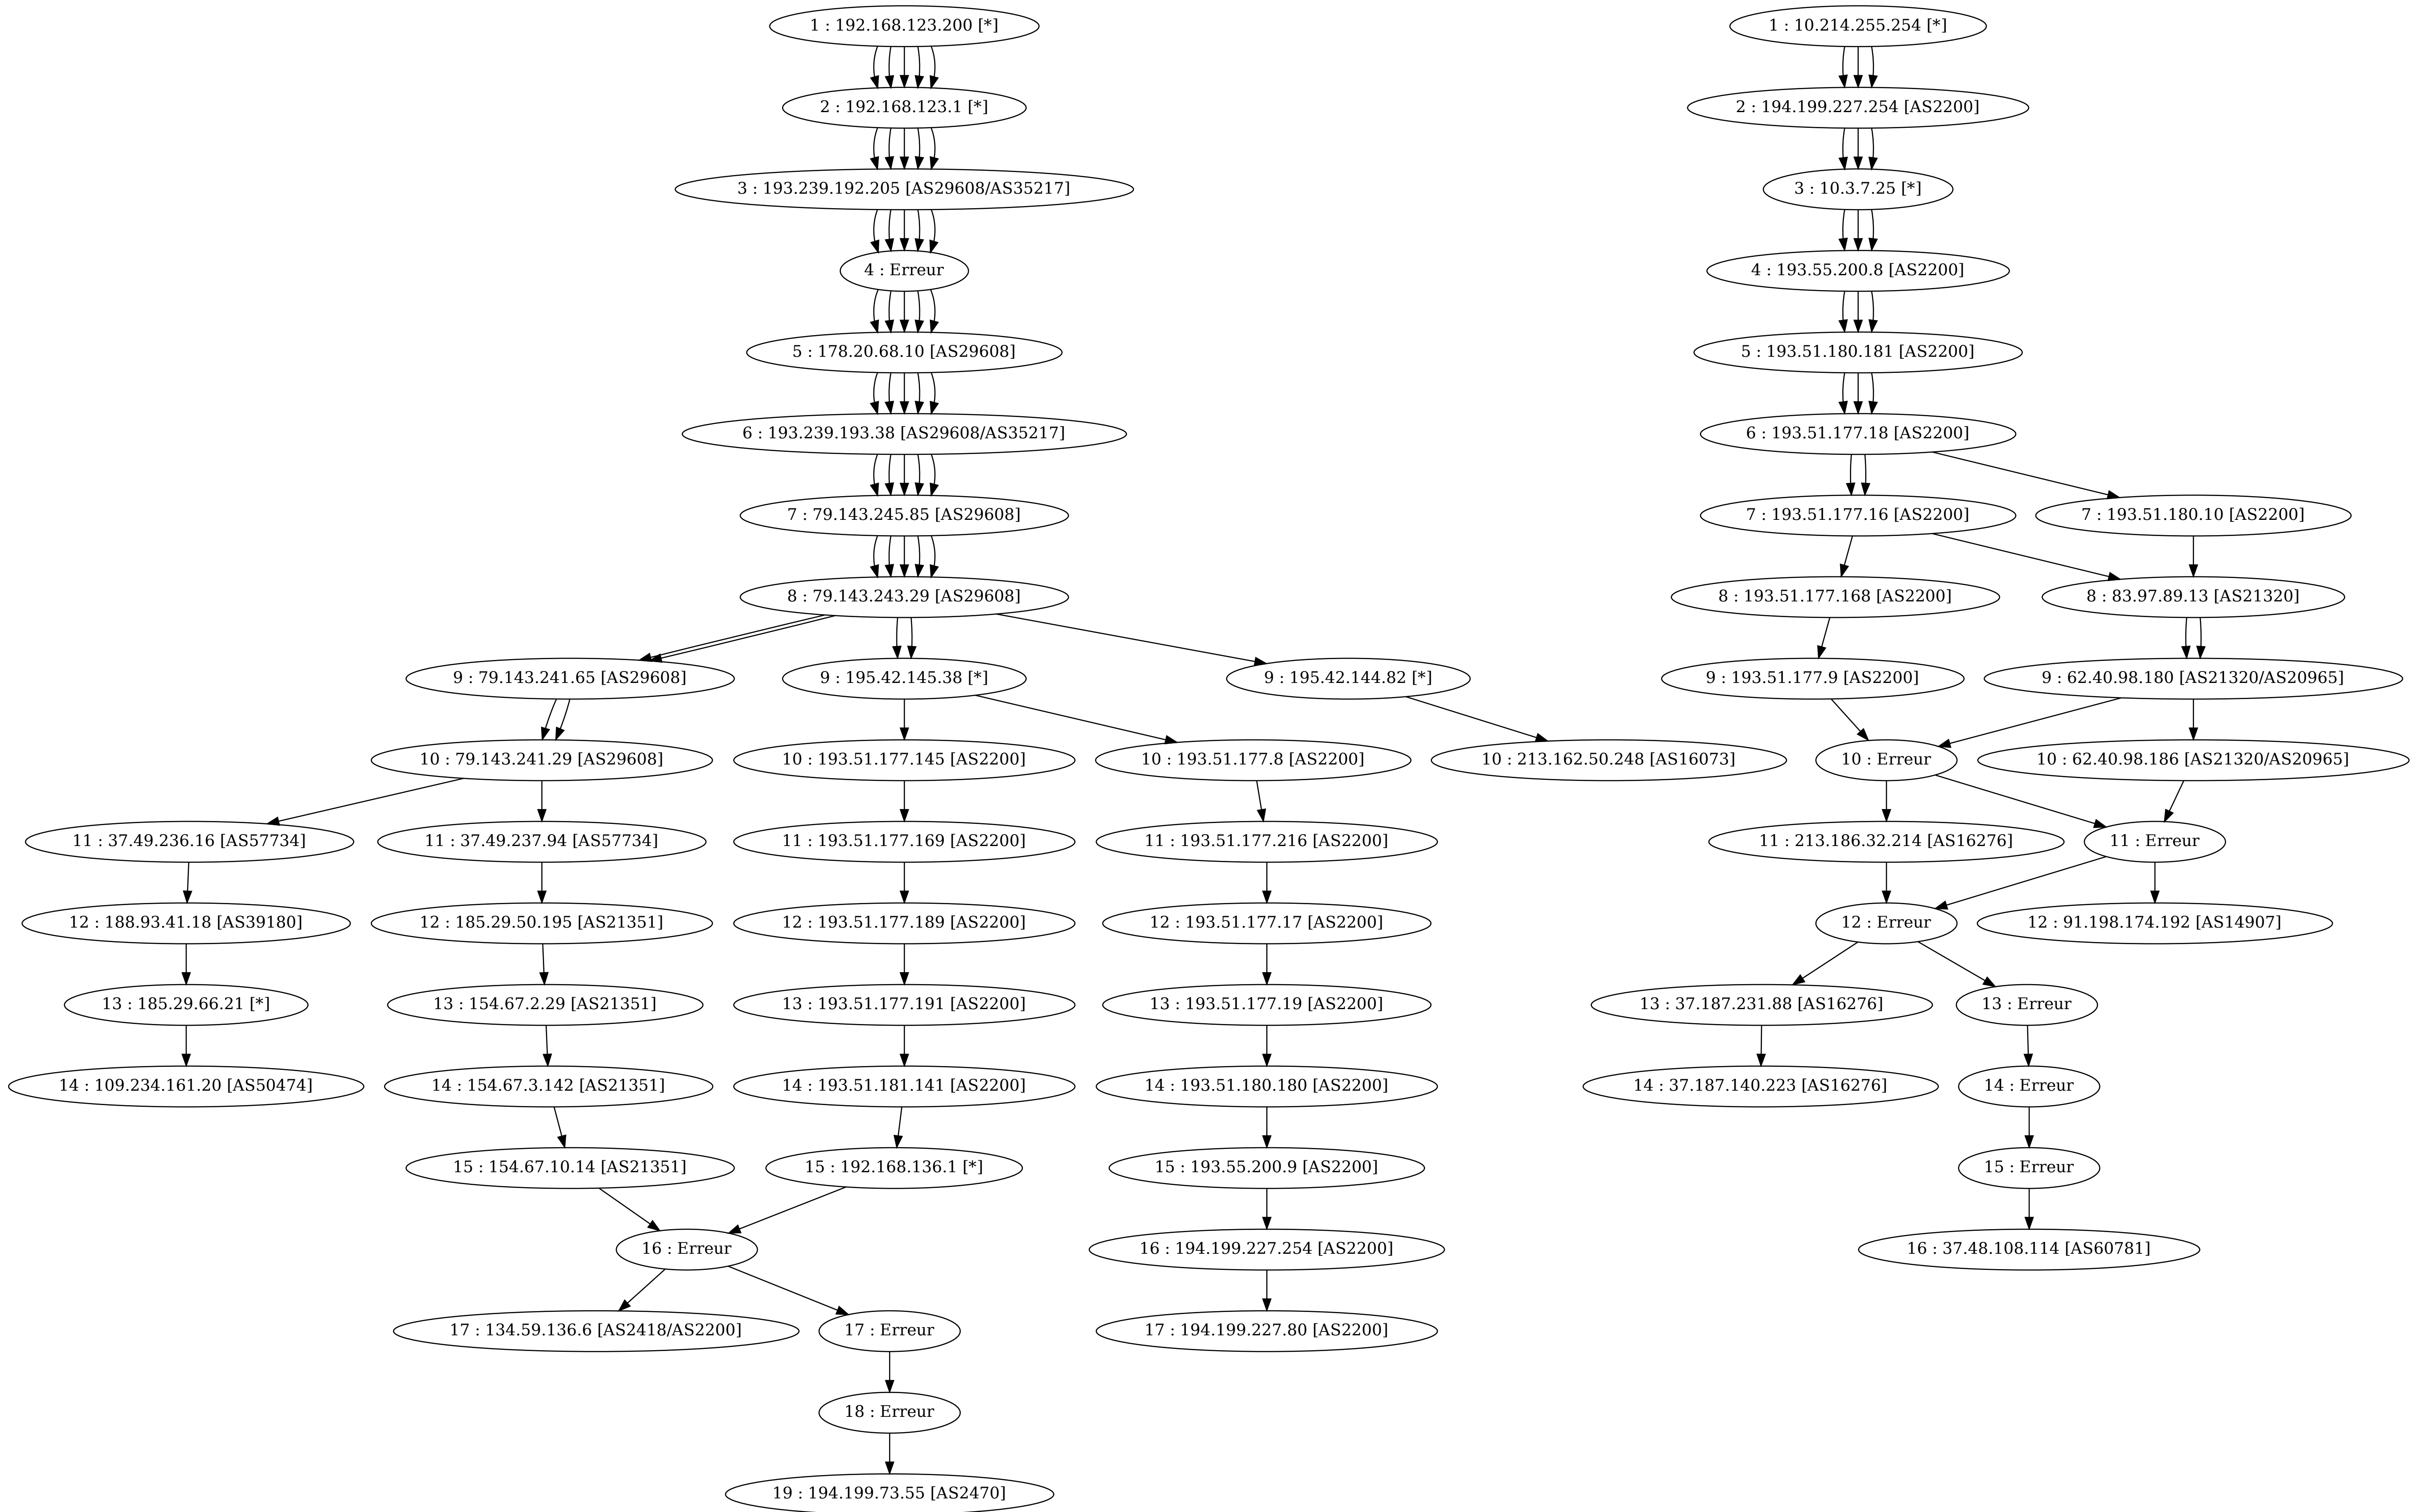 1 : 192.168.123.200 [*]
1 : 10.214.255.254 [*]
2 : 192.168.123.1 [*]
2 : 194.199.227.254 [AS2200]
3 : 193.239.192.205 [AS29608/AS35217]
3 : 10.3.7.25 [*]
4 : Erreur
4 : 193.55.200.8 [AS2200]
5 : 178.20.68.10 [AS29608]
5 : 193.51.180.181 [AS2200]
6 : 193.239.193.38 [AS29608/AS35217]
6 : 193.51.177.18 [AS2200]
7 : 79.143.245.85 [AS29608]
7 : 193.51.177.16 [AS2200]
7 : 193.51.180.10 [AS2200]
8 : 79.143.243.29 [AS29608]
8 : 193.51.177.168 [AS2200]
8 : 83.97.89.13 [AS21320]
9 : 79.143.241.65 [AS29608]
9 : 195.42.145.38 [*]
9 : 195.42.144.82 [*]
9 : 193.51.177.9 [AS2200]
9 : 62.40.98.180 [AS21320/AS20965]
10 : 79.143.241.29 [AS29608]
10 : 193.51.177.145 [AS2200]
10 : 193.51.177.8 [AS2200]
10 : 213.162.50.248 [AS16073]
10 : Erreur
10 : 62.40.98.186 [AS21320/AS20965]
11 : 37.49.236.16 [AS57734]
11 : 37.49.237.94 [AS57734]
11 : 193.51.177.169 [AS2200]
11 : 193.51.177.216 [AS2200]
11 : 213.186.32.214 [AS16276]
11 : Erreur
12 : 188.93.41.18 [AS39180]
12 : 185.29.50.195 [AS21351]
12 : 193.51.177.189 [AS2200]
12 : 193.51.177.17 [AS2200]
12 : Erreur
12 : 91.198.174.192 [AS14907]
13 : 185.29.66.21 [*]
13 : 154.67.2.29 [AS21351]
13 : 193.51.177.191 [AS2200]
13 : 193.51.177.19 [AS2200]
13 : 37.187.231.88 [AS16276]
13 : Erreur
14 : 109.234.161.20 [AS50474]
14 : 154.67.3.142 [AS21351]
14 : 193.51.181.141 [AS2200]
14 : 193.51.180.180 [AS2200]
14 : 37.187.140.223 [AS16276]
14 : Erreur
15 : 154.67.10.14 [AS21351]
15 : 192.168.136.1 [*]
15 : 193.55.200.9 [AS2200]
15 : Erreur
16 : Erreur
16 : 194.199.227.254 [AS2200]
16 : 37.48.108.114 [AS60781]
17 : 134.59.136.6 [AS2418/AS2200]
17 : Erreur
17 : 194.199.227.80 [AS2200]
18 : Erreur
19 : 194.199.73.55 [AS2470]